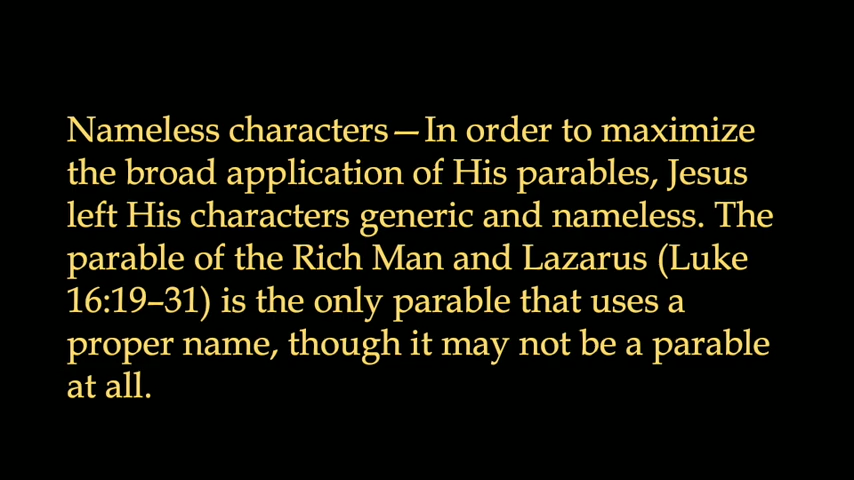 Nameless characters—In order to maximize
the broad application of His parables, Jesus
left His characters generic and nameless. The
parable of the Rich Man and Lazarus (Luke
16:19–31) is the only parable that uses a
proper name, though it may not be a parable
at all.